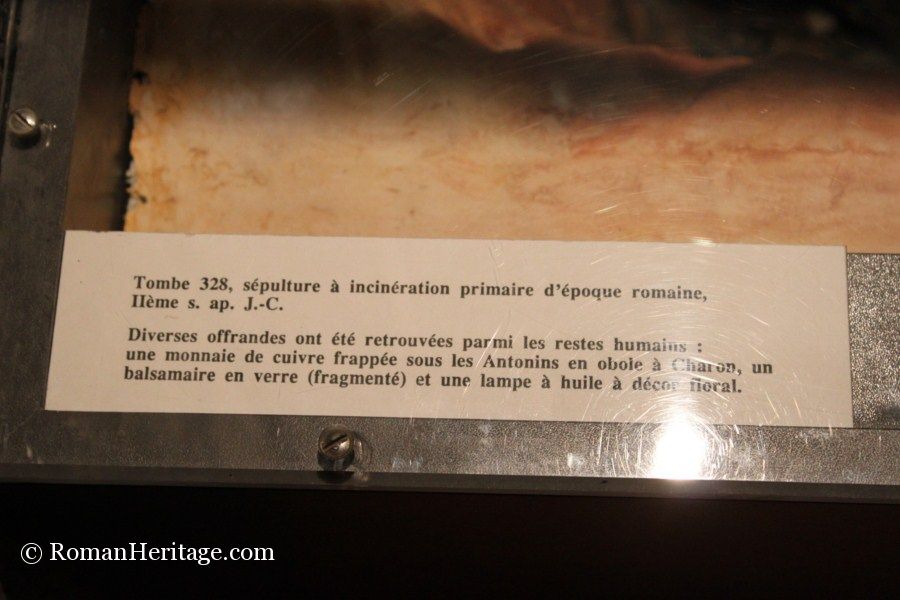 Tombe 328, sépulture à incinération primaire d'époque romaine,
IIème s. ap. J.-C.
Diverses offrandes ont été retrouvées parmi les restes humains :
une monnaie de cuivre frappée sous les Antonins en obole à Charon, un
balsamaire en verre (fragmenté) et une lampe à huile à décor floral.
© RomanHeritage.com